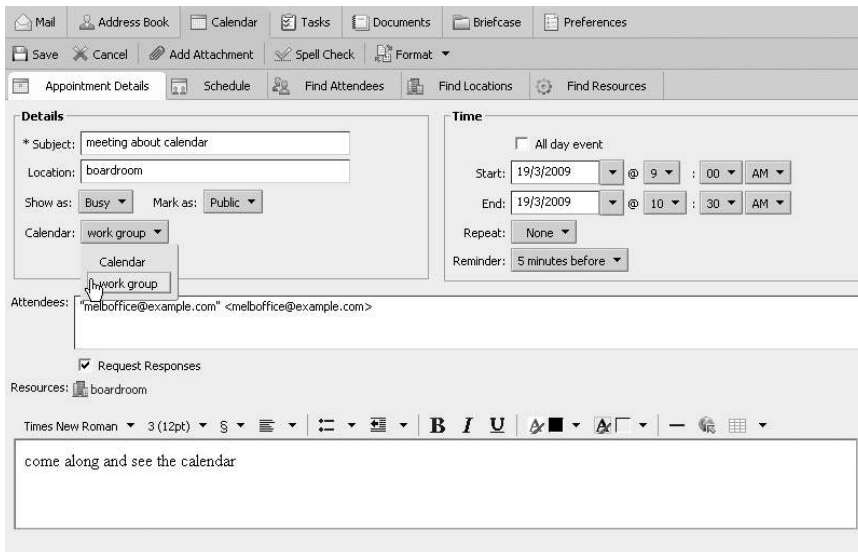 Mail Address Book Calendar Tasks Documents Briefcase Preferences
Save Cancel Add Attachment Spell Check Format
Appointment Details Schedule Find Attendees Find Locations Find Resources
Details
* Subject: meeting about calendar
Location: boardroom
Show as: Busy Mark as: Public
Calendar: work group
Calendar
work group
Time
All day event
Start: 19/3/2009 @ 9 : 00 AM
End: 19/3/2009 @ 10 : 30 AM
Repeat: None
Reminder: 5 minutes before
Attendees: "melboffice@example.com" <melboffice@example.com>
Request Responses
Resources: boardroom
Times New Roman 3 (12pt) § B I U
come along and see the calendar